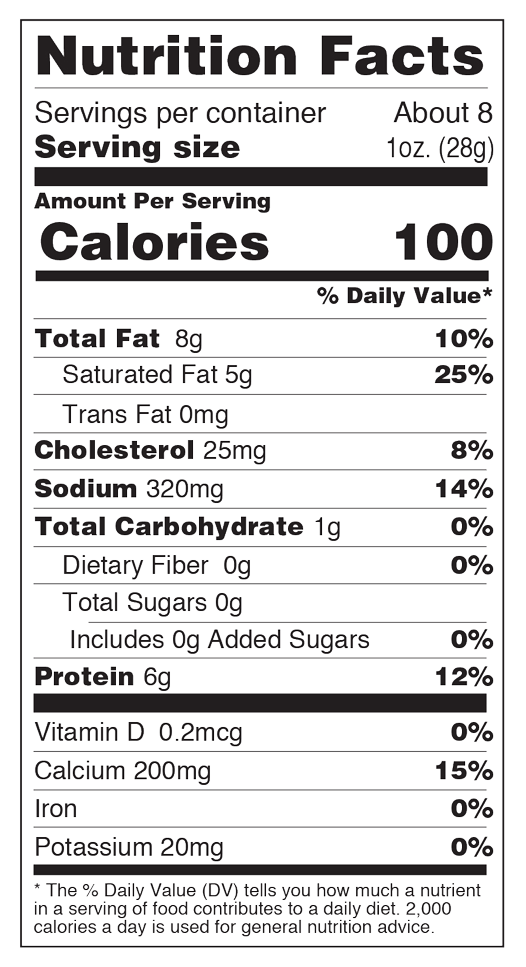 Nutrition Facts
Servings per container About 8
Serving size 1oz. (28g)
Amount Per Serving
Calories 100
% Daily Value*
Total Fat 8g 10%
Saturated Fat 5g 25%
Trans Fat 0mg
Cholesterol 25mg 8%
Sodium 320mg 14%
Total Carbohydrate 1g 0%
Dietary Fiber 0g 0%
Total Sugars 0g
Includes 0g Added Sugars 0%
Protein 6g 12%
Vitamin D 0.2mcg 0%
Calcium 200mg 15%
Iron 0%
Potassium 20mg 0%
* The % Daily Value (DV) tells you how much a nutrient
in a serving of food contributes to a daily diet. 2,000
calories a day is used for general nutrition advice.